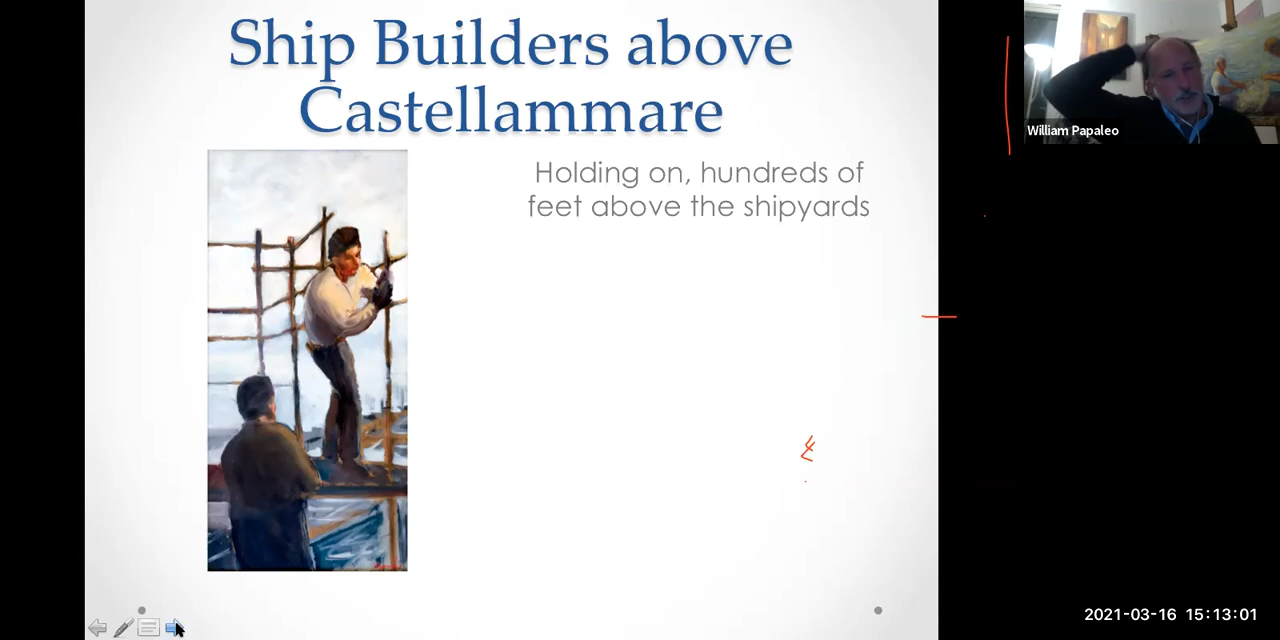 Ship Builders above
Castellammare
Holding on, hundreds of
feet above the shipyards
William Papaleo
2021-03-16 15:13:01